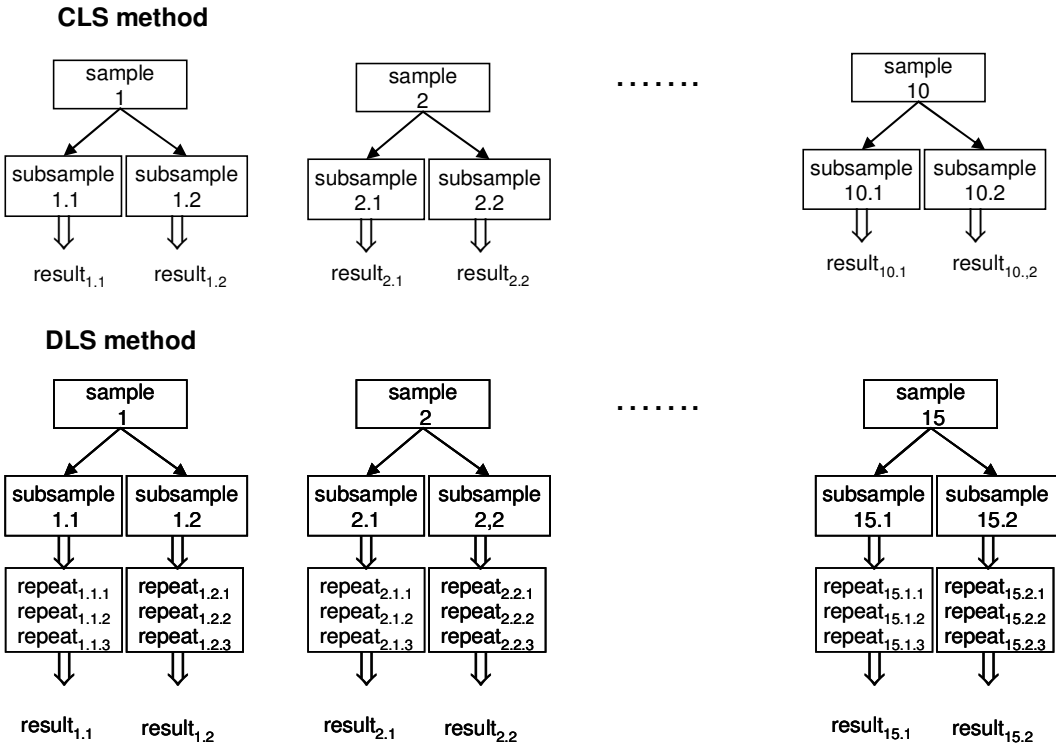 CLS method
sample
1
sample
2
.......
sample
10
subsample
1.1
subsample
1.2
subsample
2.1
subsample
2.2
subsample
10.1
subsample
10.2
result1.1
result1.2
result2.1
result2.2
result10.1
result10.,2
DLS method
sample
1
sample
2
.......
sample
15
subsample
1.1
subsample
1.2
subsample
2.1
subsample
2,2
subsample
15.1
subsample
15.2
repeat1.1.1
repeat1.1.2
repeat1.1.3
repeat1.2.1
repeat1.2.2
repeat1.2.3
repeat2.1.1
repeat2.1.2
repeat2.1.3
repeat2.2.1
repeat2.2.2
repeat2.2.3
repeat15.1.1
repeat15.1.2
repeat15.1.3
repeat15.2.1
repeat15.2.2
repeat15.2.3
result1.1
result1.2
result2.1
result2.2
result15.1
result15.2